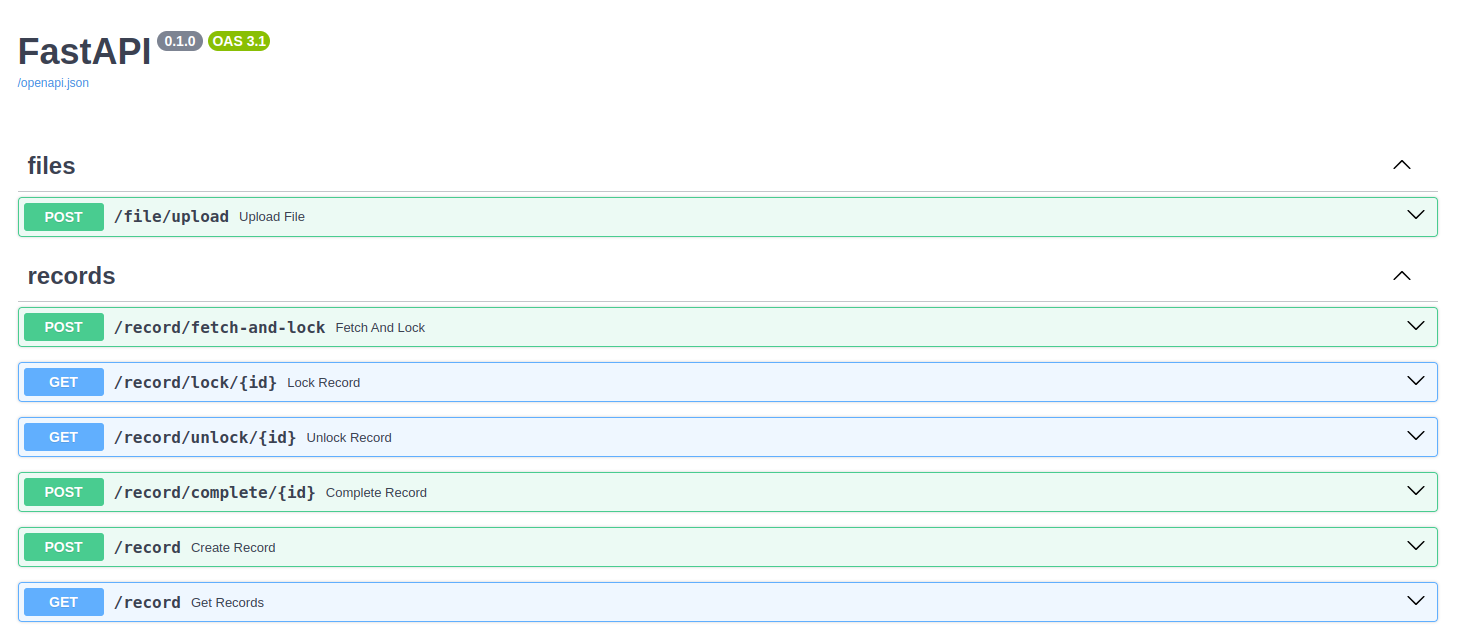 FastAPI 0.1.0 OAS 3.1
/openapi.json
files
POST /file/upload Upload File
records
POST /record/fetch-and-lock Fetch And Lock
GET /record/lock/{id} Lock Record
GET /record/unlock/{id} Unlock Record
POST /record/complete/{id} Complete Record
POST /record Create Record
GET /record Get Records